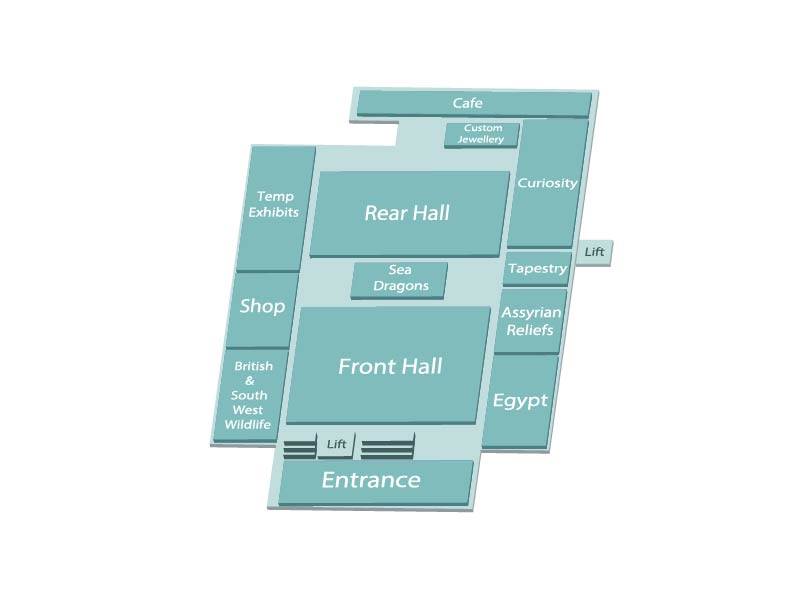 Cafe
Custom
Jewellery
Temp
Exhibits
Rear Hall
Curiosity
Lift
Sea
Dragons
Tapestry
Shop
Assyrian
Reliefs
British
&
South
West
Wildlife
Front Hall
Egypt
Lift
Entrance